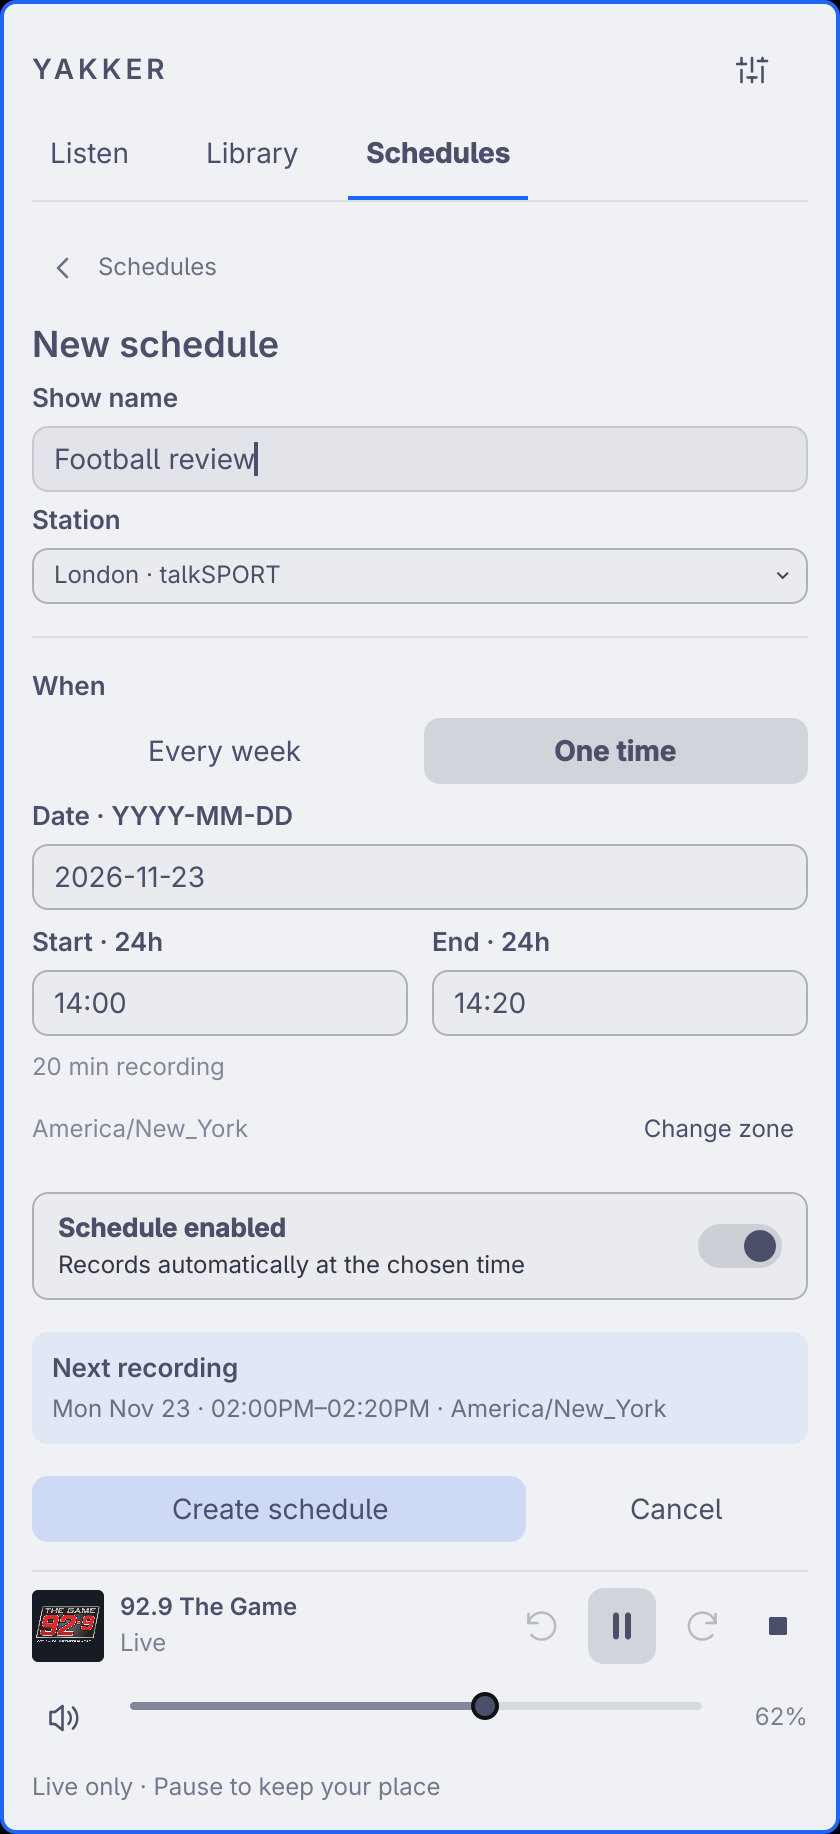 YAKKER
Listen Library Schedules
Schedules
New schedule
Show name
Football review
Station
London · talkSPORT
When
Every week One time
Date · YYYY-MM-DD
2026-11-23
Start · 24h End · 24h
14:00 14:20
20 min recording
America/New_York Change zone
Schedule enabled
Records automatically at the chosen time
Next recording
Mon Nov 23 · 02:00PM–02:20PM · America/New_York
Create schedule Cancel
THE GAME
92.9
92.9 The Game
Live
62%
Live only · Pause to keep your place